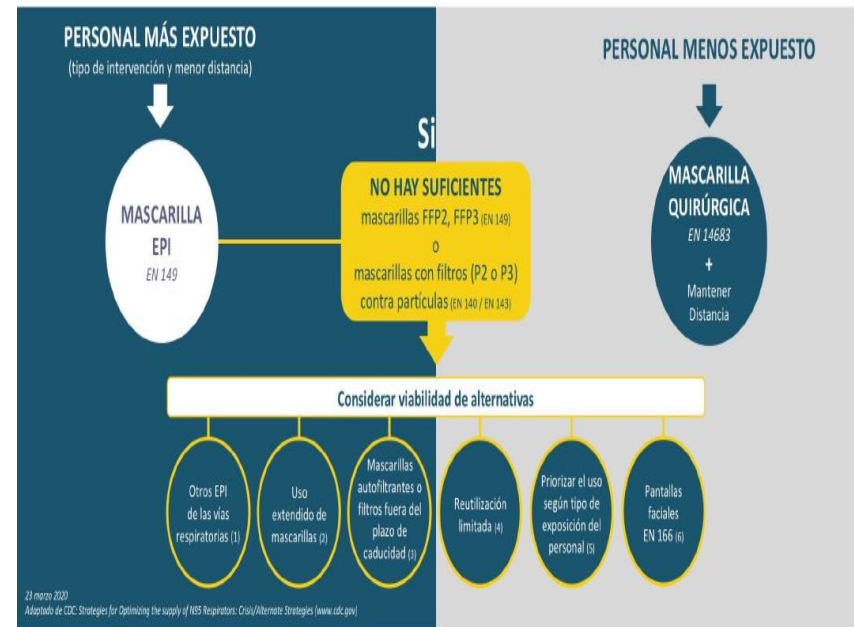 PERSONAL MÁS EXPUESTO
(tipo de intervención y menor distancia)
PERSONAL MENOS EXPUESTO
Si
MASCARILLA
EPI
EN 149
NO HAY SUFICIENTES
mascarillas FFP2, FFP3 (EN 149)
o
mascarillas con filtros (P2 o P3)
contra partículas (EN 140 / EN 143)
MASCARILLA
QUIRÚRGICA
EN 14683
+
Mantener
Distancia
Considerar viabilidad de alternativas
Otros EPI
de las vías
respiratorias (1)
Uso
extendido de
mascarillas (2)
Mascarillas
autofiltrantes o
filtros fuera del
plazo de
caducidad (3)
Reutilización
limitada (4)
Priorizar el uso
según tipo de
exposición del
personal (5)
Pantallas
faciales
EN 166 (6)
23 marzo 2020
Adaptado de CDC: Strategies for Optimizing the supply of N95 Respirators: Crisis/Alternate Strategies (www.cdc.gov)